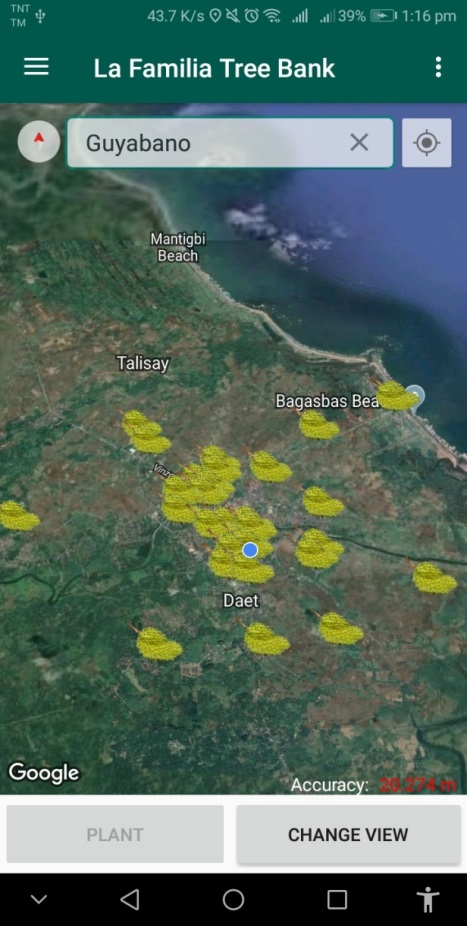 TNT
TM
43.7 K/s
39%
1:16 pm
La Familia Tree Bank
Guyabano
Mantigbi
Beach
Talisay
Bagasbas Bea
Vinz
Daet
Google
Accuracy: 20.274 m
PLANT
CHANGE VIEW